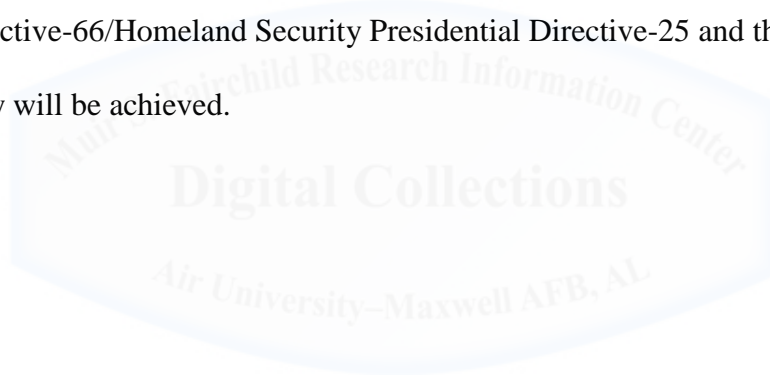 ctive-66/Homeland Security Presidential Directive-25 and th
y will be achieved.
Muir S. Fairchild Research Information Center
Digital Collections
Air University–Maxwell AFB, AL